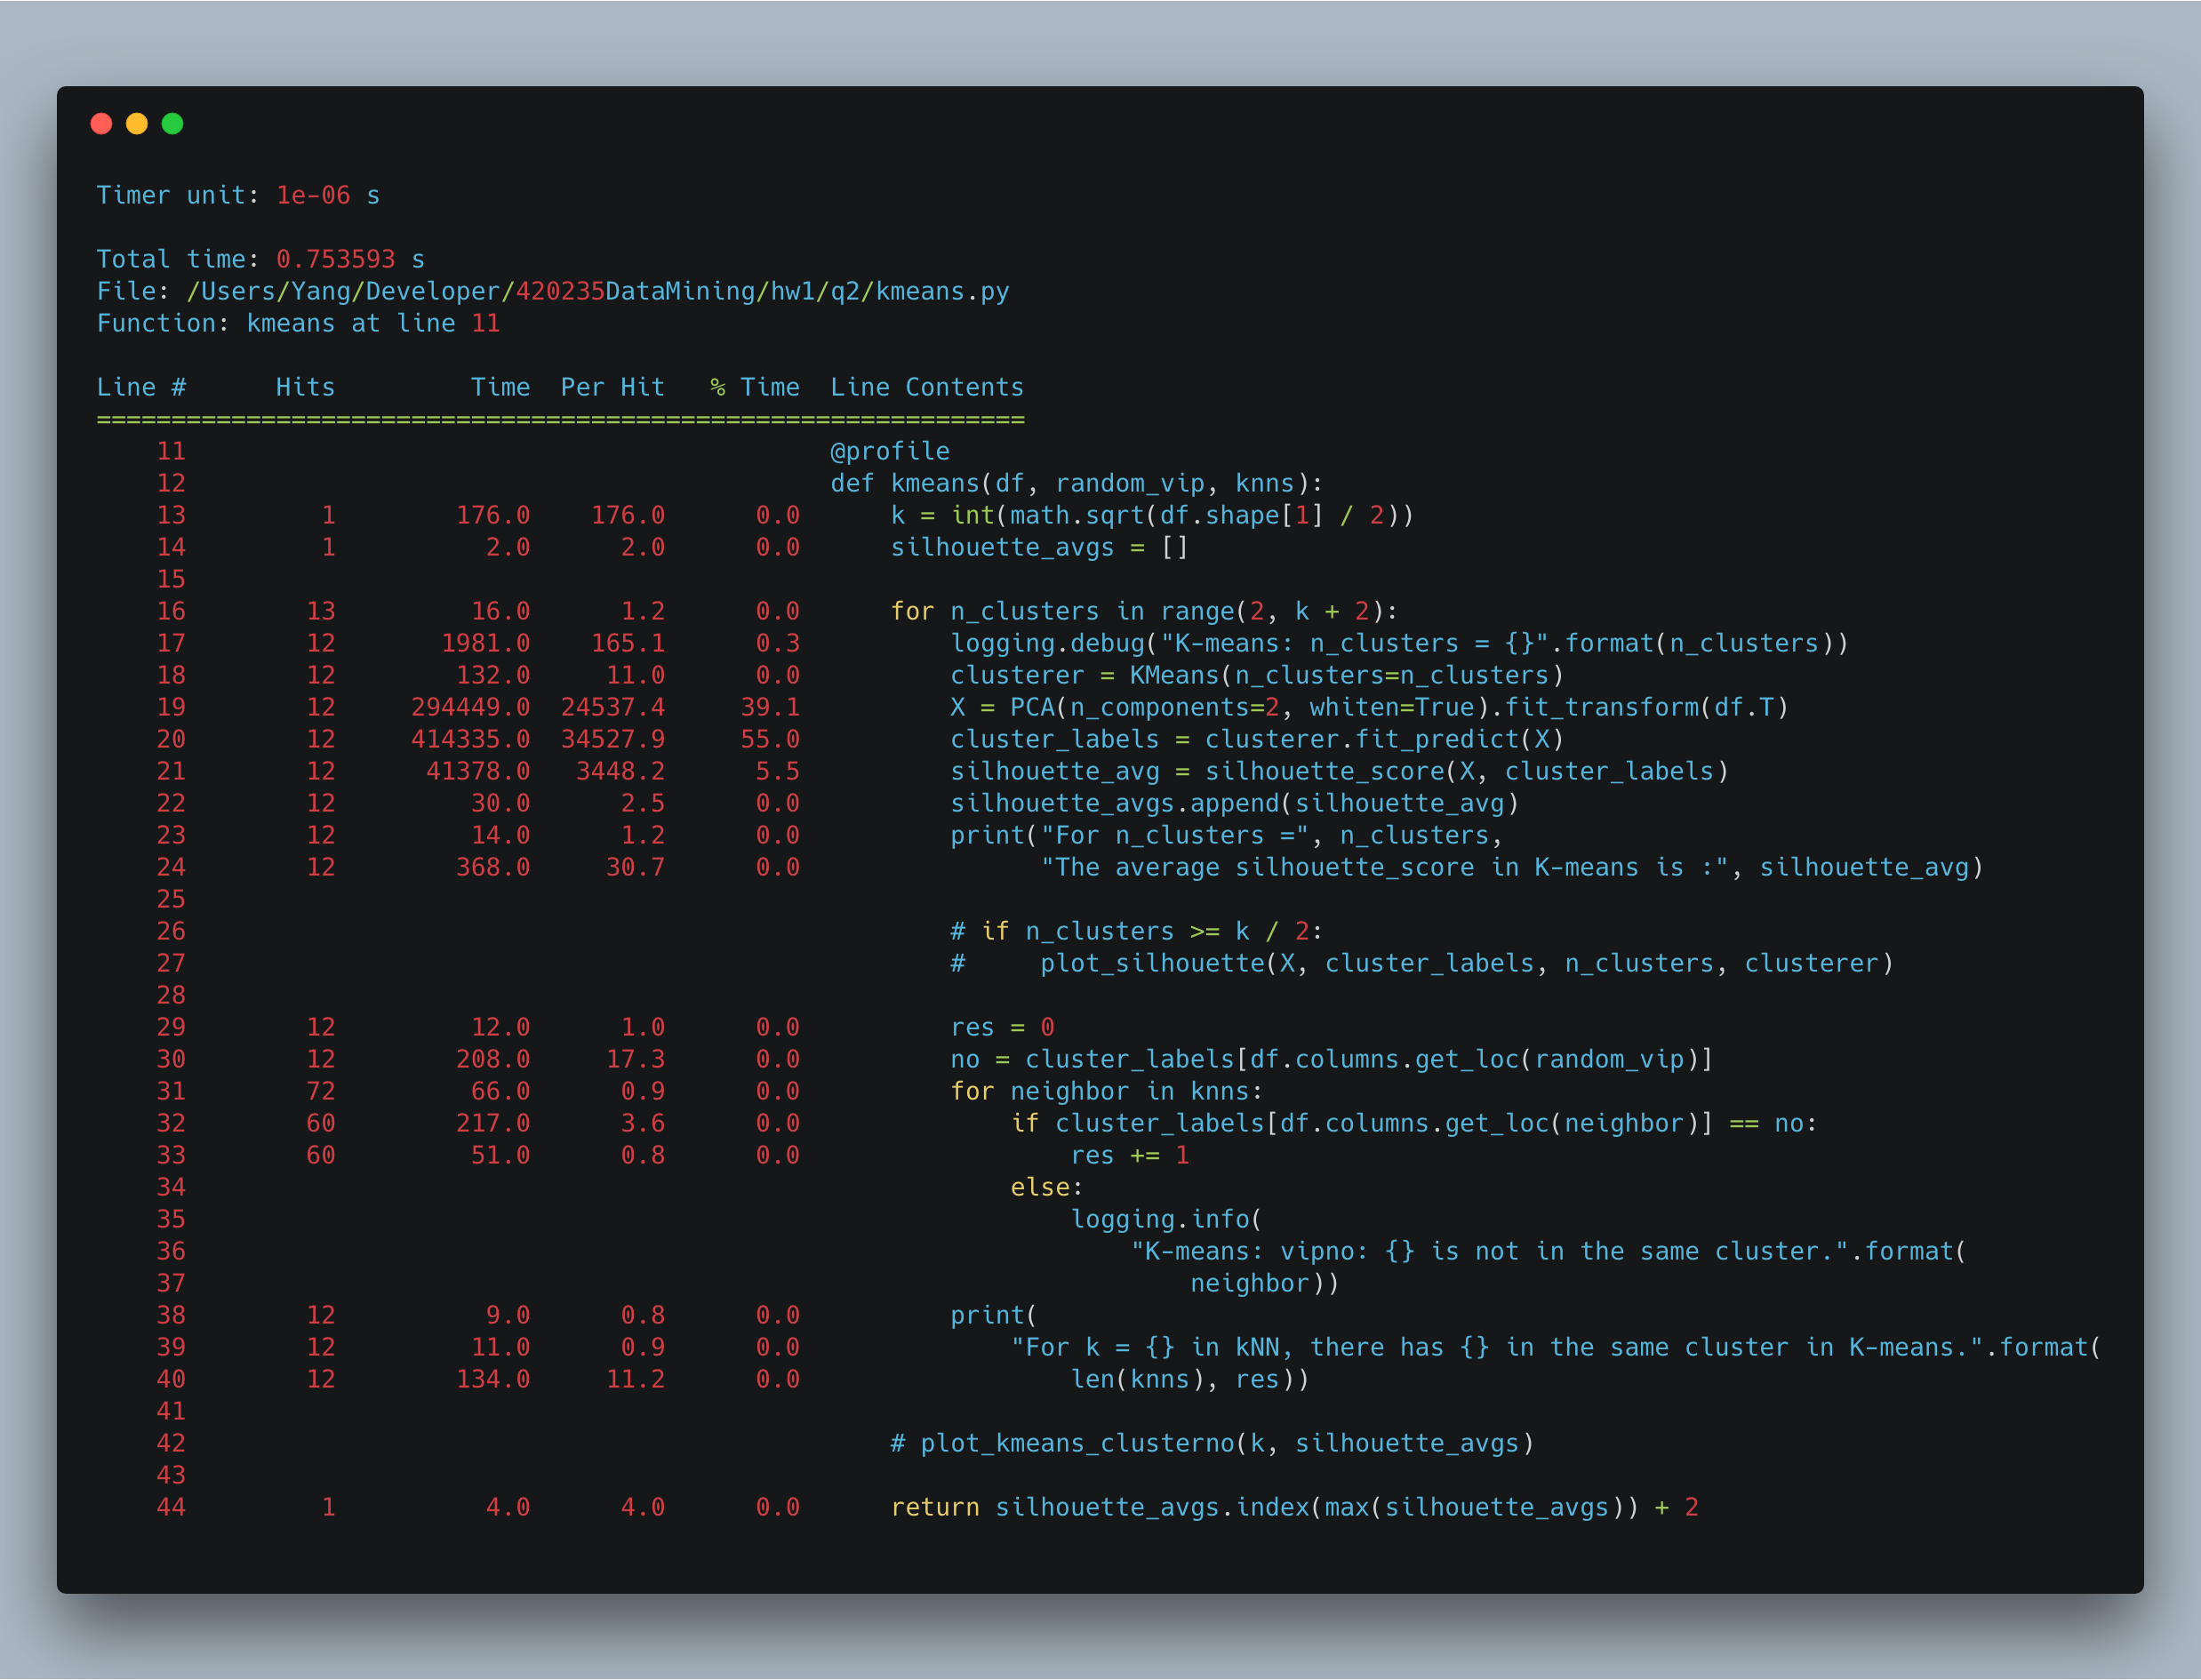 Timer unit: 1e-06 s
Total time: 0.753593 s
File: /Users/Yang/Developer/420235DataMining/hw1/q2/kmeans.py
Function: kmeans at line 11
Line #      Hits         Time  Per Hit   % Time  Line Contents
==============================================================
    11                                           @profile
    12                                           def kmeans(df, random_vip, knns):
    13         1        176.0    176.0      0.0      k = int(math.sqrt(df.shape[1] / 2))
    14         1          2.0      2.0      0.0      silhouette_avgs = []
    15
    16        13         16.0      1.2      0.0      for n_clusters in range(2, k + 2):
    17        12       1981.0    165.1      0.3          logging.debug("K-means: n_clusters = {}".format(n_clusters))
    18        12        132.0     11.0      0.0          clusterer = KMeans(n_clusters=n_clusters)
    19        12     294449.0  24537.4     39.1          X = PCA(n_components=2, whiten=True).fit_transform(df.T)
    20        12     414335.0  34527.9     55.0          cluster_labels = clusterer.fit_predict(X)
    21        12      41378.0   3448.2      5.5          silhouette_avg = silhouette_score(X, cluster_labels)
    22        12         30.0      2.5      0.0          silhouette_avgs.append(silhouette_avg)
    23        12         14.0      1.2      0.0          print("For n_clusters =", n_clusters,
    24        12        368.0     30.7      0.0                "The average silhouette_score in K-means is :", silhouette_avg)
    25
    26                                                   # if n_clusters >= k / 2:
    27                                                   #     plot_silhouette(X, cluster_labels, n_clusters, clusterer)
    28
    29        12         12.0      1.0      0.0          res = 0
    30        12        208.0     17.3      0.0          no = cluster_labels[df.columns.get_loc(random_vip)]
    31        72         66.0      0.9      0.0          for neighbor in knns:
    32        60        217.0      3.6      0.0              if cluster_labels[df.columns.get_loc(neighbor)] == no:
    33        60         51.0      0.8      0.0                  res += 1
    34                                                       else:
    35                                                           logging.info(
    36                                                               "K-means: vipno: {} is not in the same cluster.".format(
    37                                                                   neighbor))
    38        12          9.0      0.8      0.0          print(
    39        12         11.0      0.9      0.0              "For k = {} in kNN, there has {} in the same cluster in K-means.".format(
    40        12        134.0     11.2      0.0                  len(knns), res))
    41
    42                                               # plot_kmeans_clusterno(k, silhouette_avgs)
    43
    44         1          4.0      4.0      0.0      return silhouette_avgs.index(max(silhouette_avgs)) + 2